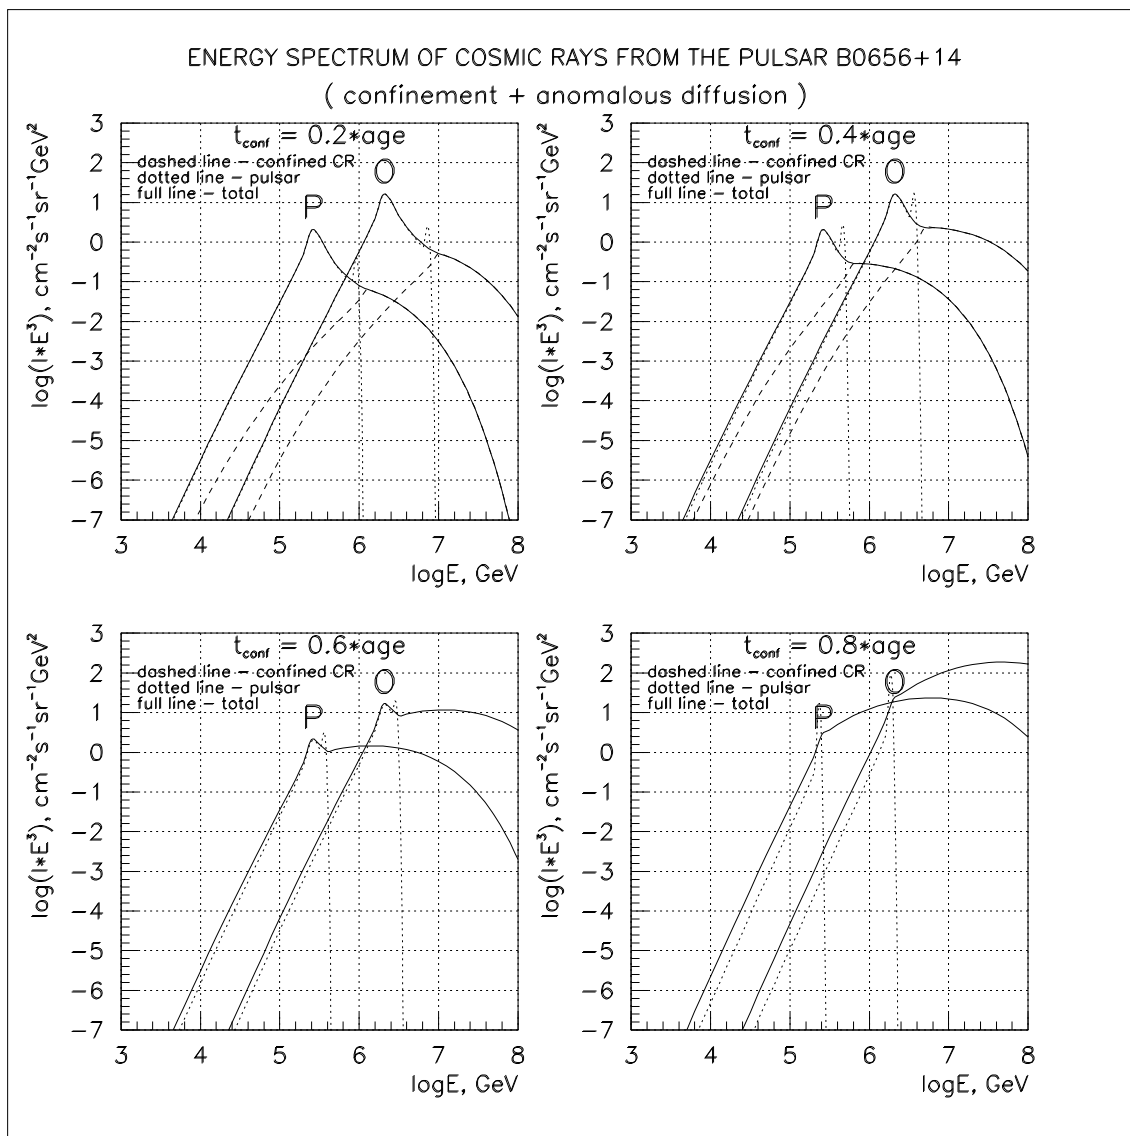 ENERGY SPECTRUM OF COSMIC RAYS FROM THE PULSAR B0656+14
( confinement + anomalous diffusion )
log(I*E³), cm⁻²s⁻¹sr⁻¹GeV²
t_conf = 0.2*age
dashed line – confined CR
dotted line – pulsar
full line – total
P
O
3
2
1
0
−1
−2
−3
−4
−5
−6
−7
3 4 5 6 7 8
logE, GeV
log(I*E³), cm⁻²s⁻¹sr⁻¹GeV²
t_conf = 0.4*age
dashed line – confined CR
dotted line – pulsar
full line – total
P
O
3
2
1
0
−1
−2
−3
−4
−5
−6
−7
3 4 5 6 7 8
logE, GeV
log(I*E³), cm⁻²s⁻¹sr⁻¹GeV²
t_conf = 0.6*age
dashed line – confined CR
dotted line – pulsar
full line – total
P
O
3
2
1
0
−1
−2
−3
−4
−5
−6
−7
3 4 5 6 7 8
logE, GeV
log(I*E³), cm⁻²s⁻¹sr⁻¹GeV²
t_conf = 0.8*age
dashed line – confined CR
dotted line – pulsar
full line – total
P
O
3
2
1
0
−1
−2
−3
−4
−5
−6
−7
3 4 5 6 7 8
logE, GeV